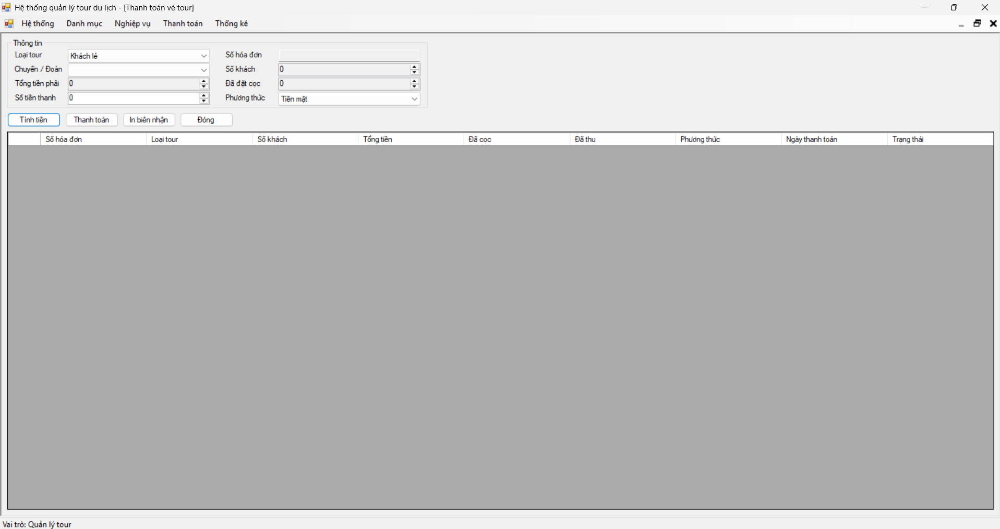 Hệ thống quản lý tour du lịch - [Thanh toán vé tour]
Hệ thống Danh mục Nghiệp vụ Thanh toán Thống kê
Thông tin
Loại tour Khách lẻ Số hóa đơn
Chuyến / Đoàn Số khách 0
Tổng tiền phải 0 Đã đặt cọc 0
Số tiền thanh 0 Phương thức Tiền mặt
Tính tiền Thanh toán In biên nhận Đóng
Số hóa đơn Loại tour Số khách Tổng tiền Đã cọc Đã thu Phương thức Ngày thanh toán Trạng thái
Vai trò: Quản lý tour